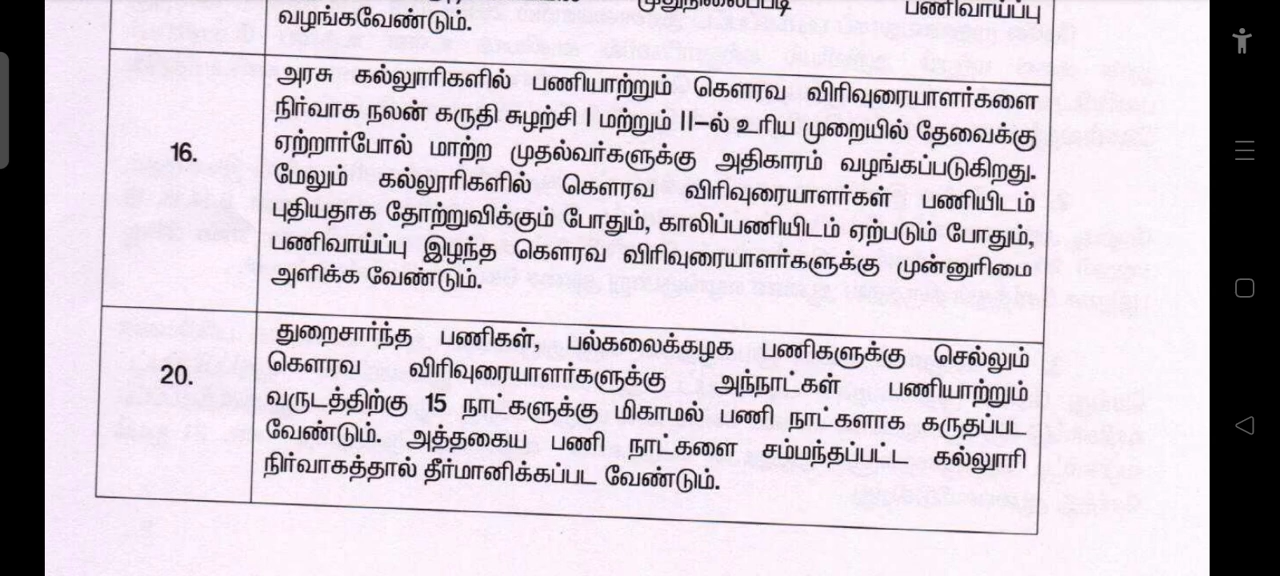 முதுநிலைப்படி பணிவாய்ப்பு
வழங்கவேண்டும்.
16.
அரசு கல்லூரிகளில் பணியாற்றும் கௌரவ விரிவுரையாளர்களை
நிர்வாக நலன் கருதி சுழற்சி I மற்றும் II–ல் உரிய முறையில் தேவைக்கு
ஏற்றார்போல் மாற்ற முதல்வர்களுக்கு அதிகாரம் வழங்கப்படுகிறது.
மேலும் கல்லூரிகளில் கௌரவ விரிவுரையாளர்கள் பணியிடம்
புதியதாக தோற்றுவிக்கும் போதும், காலிப்பணியிடம் ஏற்படும் போதும்,
பணிவாய்ப்பு இழந்த கௌரவ விரிவுரையாளர்களுக்கு முன்னுரிமை
அளிக்க வேண்டும்.
20.
துறைசார்ந்த பணிகள், பல்கலைக்கழக பணிகளுக்கு செல்லும்
கௌரவ விரிவுரையாளர்களுக்கு அந்நாட்கள் பணியாற்றும்
வருடத்திற்கு 15 நாட்களுக்கு மிகாமல் பணி நாட்களாக கருதப்பட
வேண்டும். அத்தகைய பணி நாட்களை சம்மந்தப்பட்ட கல்லூரி
நிர்வாகத்தால் தீர்மானிக்கப்பட வேண்டும்.